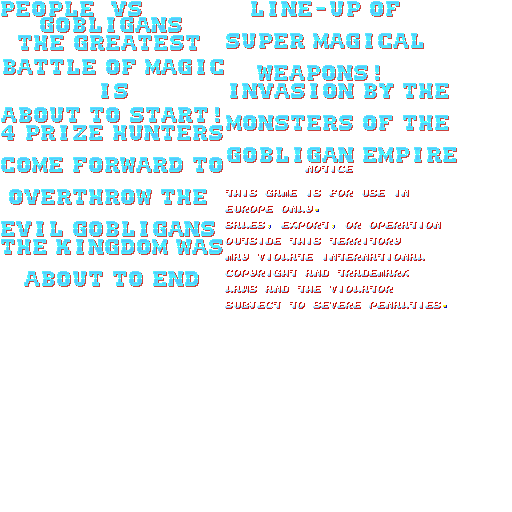 PEOPLE VS
GOBLIGANS
THE GREATEST
BATTLE OF MAGIC
IS
ABOUT TO START!
4 PRIZE HUNTERS
COME FORWARD TO
OVERTHROW THE
EVIL GOBLIGANS
THE KINGDOM WAS
ABOUT TO END
LINE-UP OF
SUPER MAGICAL
WEAPONS!
INVASION BY THE
MONSTERS OF THE
GOBLIGAN EMPIRE
NOTICE
THIS GAME IS FOR USE IN
EUROPE ONLY.
SALES, EXPORT, OR OPERATION
OUTSIDE THIS TERRITORY
MAY VIOLATE INTERNATIONAL
COPYRIGHT AND TRADEMARK
LAWS AND THE VIOLATOR
SUBJECT TO SEVERE PENALTIES.